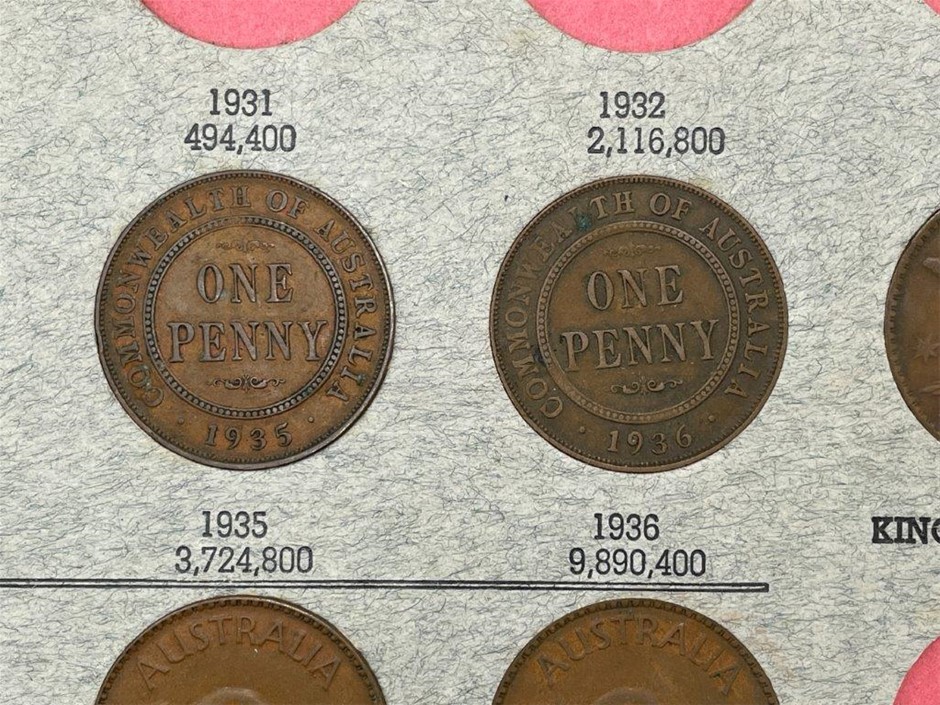 1931
494,400
1932
2,116,800
COMMONWEALTH OF AUSTRALIA
ONE
PENNY
1935
COMMONWEALTH OF AUSTRALIA
ONE
PENNY
1936
1935
3,724,800
1936
9,890,400
AUSTRALIA
AUSTRALIA